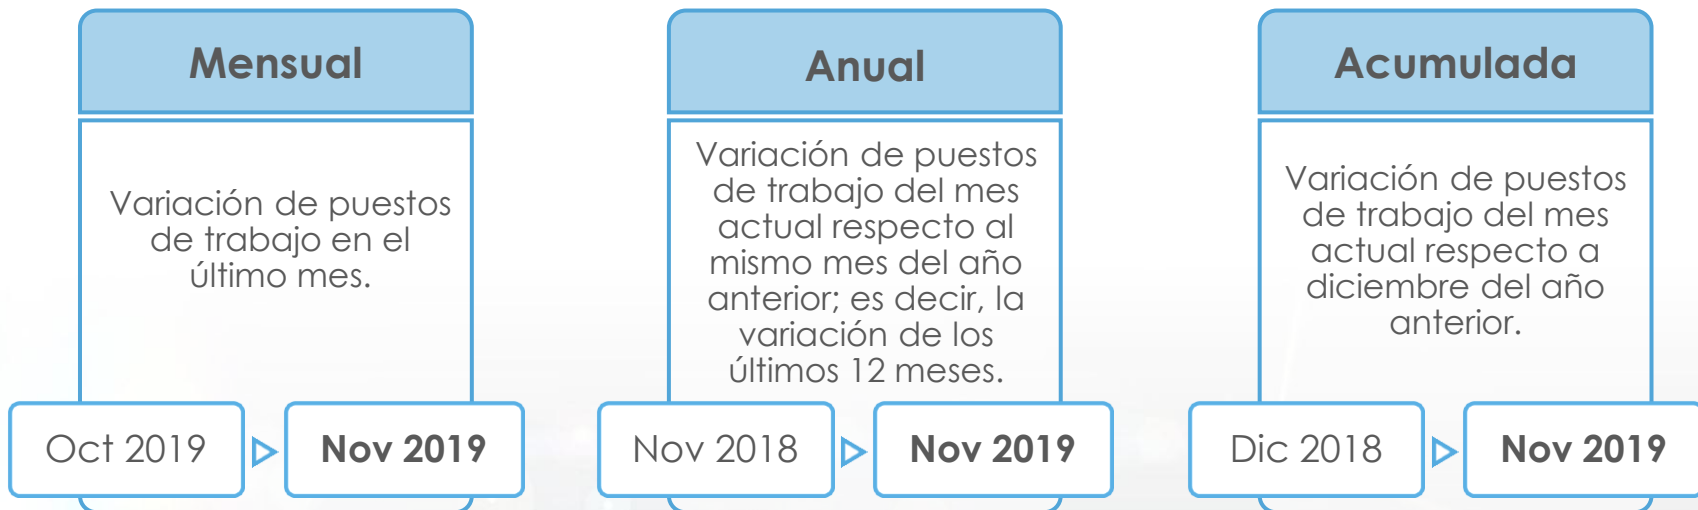 Mensual
Variación de puestos
de trabajo en el
último mes.
Oct 2019
Nov 2019
Anual
Variación de puestos
de trabajo del mes
actual respecto al
mismo mes del año
anterior; es decir, la
variación de los
últimos 12 meses.
Nov 2018
Nov 2019
Acumulada
Variación de puestos
de trabajo del mes
actual respecto a
diciembre del año
anterior.
Dic 2018
Nov 2019